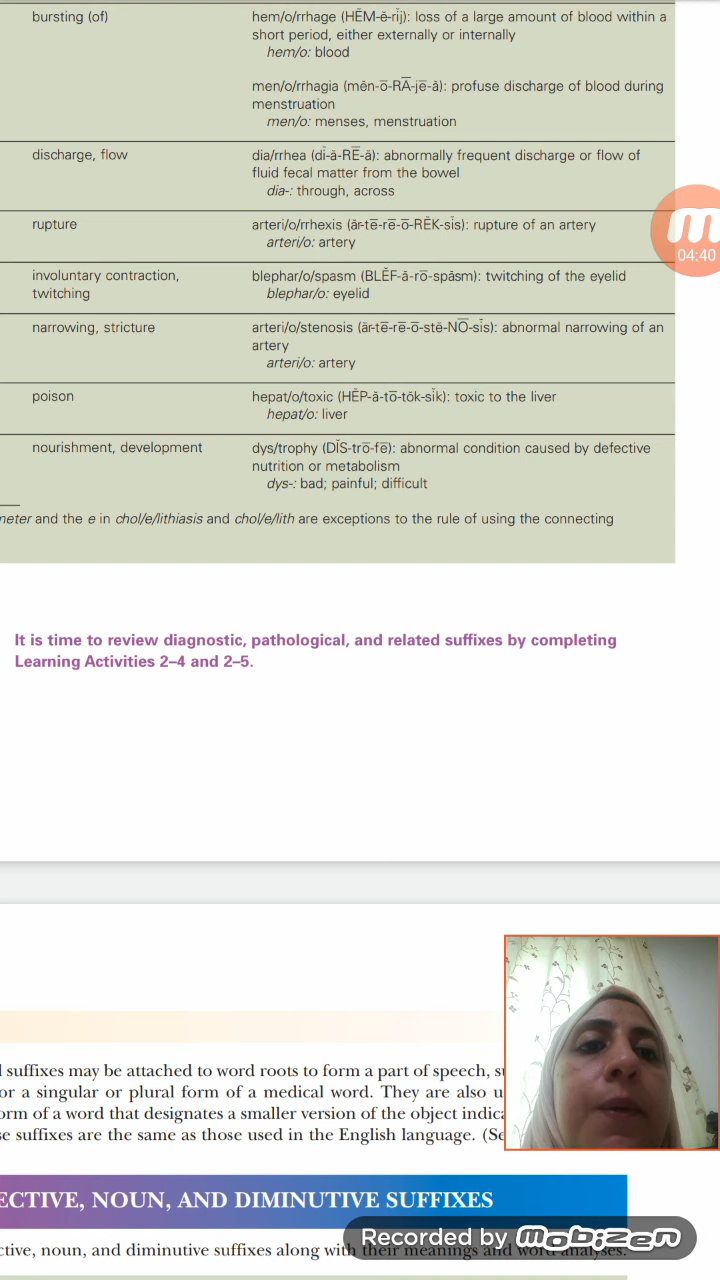 bursting (of)
hem/o/rrhage (HĔM-ĕ-rĭj): loss of a large amount of blood within a
short period, either externally or internally
hem/o: blood
men/o/rrhagia (mĕn-ō-RĀ-jē-ă): profuse discharge of blood during
menstruation
men/o: menses, menstruation
discharge, flow
dia/rrhea (dī-ă-RĒ-ă): abnormally frequent discharge or flow of
fluid fecal matter from the bowel
dia-: through, across
rupture
arteri/o/rrhexis (ăr-tē-rē-ō-RĔK-sĭs): rupture of an artery
arteri/o: artery
involuntary contraction,
twitching
blephar/o/spasm (BLĔF-ă-rō-spăsm): twitching of the eyelid
blephar/o: eyelid
narrowing, stricture
arteri/o/stenosis (ăr-tē-rē-ō-stĕ-NŌ-sĭs): abnormal narrowing of an
artery
arteri/o: artery
poison
hepat/o/toxic (HĔP-ă-tō-tŏk-sĭk): toxic to the liver
hepat/o: liver
nourishment, development
dys/trophy (DĬS-trō-fē): abnormal condition caused by defective
nutrition or metabolism
dys-: bad; painful; difficult
meter and the e in chol/e/lithiasis and chol/e/lith are exceptions to the rule of using the connecting
It is time to review diagnostic, pathological, and related suffixes by completing
Learning Activities 2–4 and 2–5.
04:40
suffixes may be attached to word roots to form a part of speech,
or a singular or plural form of a medical word. They are also
orm of a word that designates a smaller version of the object
se suffixes are the same as those used in the English language. (Se
ECTIVE, NOUN, AND DIMINUTIVE SUFFIXES
ctive, noun, and diminutive suffixes along with their meanings and word analyses.
Recorded by mobizen